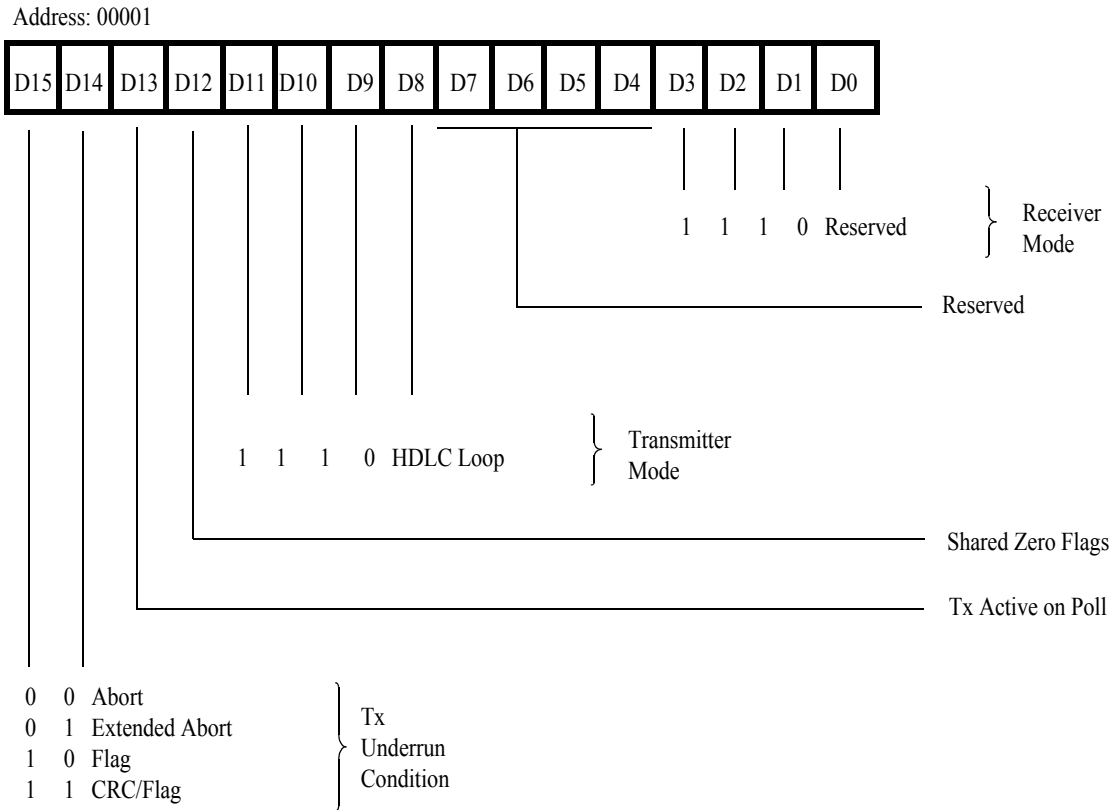 Address: 00001
D15 D14 D13 D12 D11 D10 D9 D8 D7 D6 D5 D4 D3 D2 D1 D0
1 1 1 0 Reserved
Receiver
Mode
Reserved
1 1 1 0 HDLC Loop
Transmitter
Mode
Shared Zero Flags
Tx Active on Poll
0 0 Abort
0 1 Extended Abort
1 0 Flag
1 1 CRC/Flag
Tx
Underrun
Condition